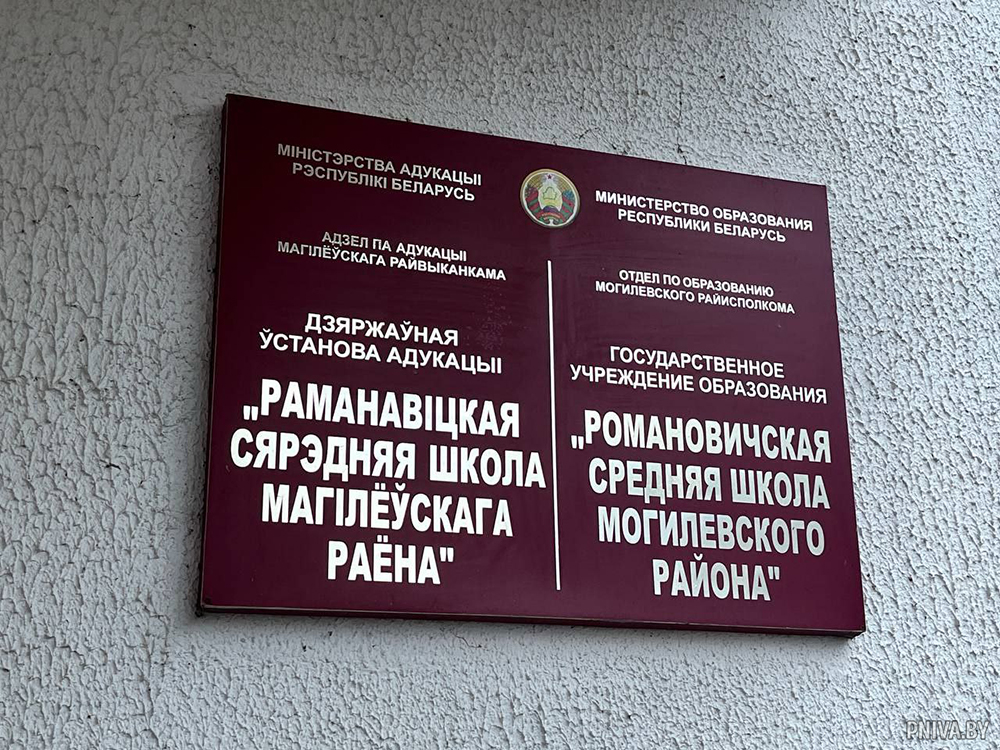 МІНІСТЭРСТВА АДУКАЦЫІ
РЭСПУБЛІКІ БЕЛАРУСЬ
АДЗЕЛ ПА АДУКАЦЫІ
МАГІЛЁЎСКАГА РАЙВЫКАНКАМА
ДЗЯРЖАЎНАЯ
ЎСТАНОВА АДУКАЦЫІ
„РАМАНАВІЦКАЯ
СЯРЭДНЯЯ ШКОЛА
МАГІЛЁЎСКАГА
РАЁНА"
МИНИСТЕРСТВО ОБРАЗОВАНИЯ
РЕСПУБЛИКИ БЕЛАРУСЬ
ОТДЕЛ ПО ОБРАЗОВАНИЮ
МОГИЛЕВСКОГО РАЙИСПОЛКОМА
ГОСУДАРСТВЕННОЕ
УЧРЕЖДЕНИЕ ОБРАЗОВАНИЯ
„РОМАНОВИЧСКАЯ
СРЕДНЯЯ ШКОЛА
МОГИЛЕВСКОГО
РАЙОНА"
PNIVA.BY